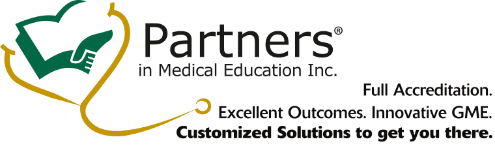 Partners®
in Medical Education Inc.
Full Accreditation.
Excellent Outcomes. Innovative GME.
Customized Solutions to get you there.